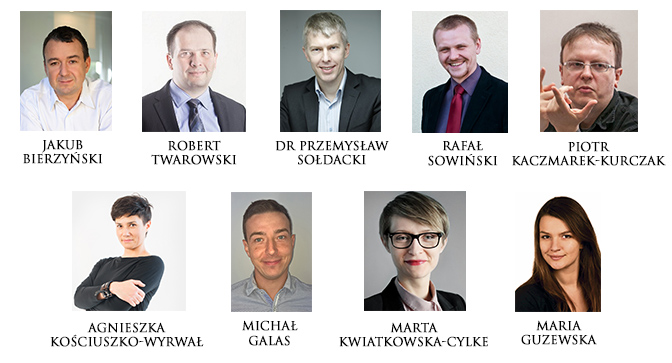 JAKUB
BIERZYŃSKI
ROBERT
TWAROWSKI
DR PRZEMYSŁAW
SOŁDACKI
RAFAŁ
SOWIŃSKI
PIOTR
KACZMAREK-KURCZAK
AGNIESZKA
KOŚCIUSZKO-WYRWAŁ
MICHAŁ
GALAS
MARTA
KWIATKOWSKA-CYLKE
MARIA
GUZEWSKA